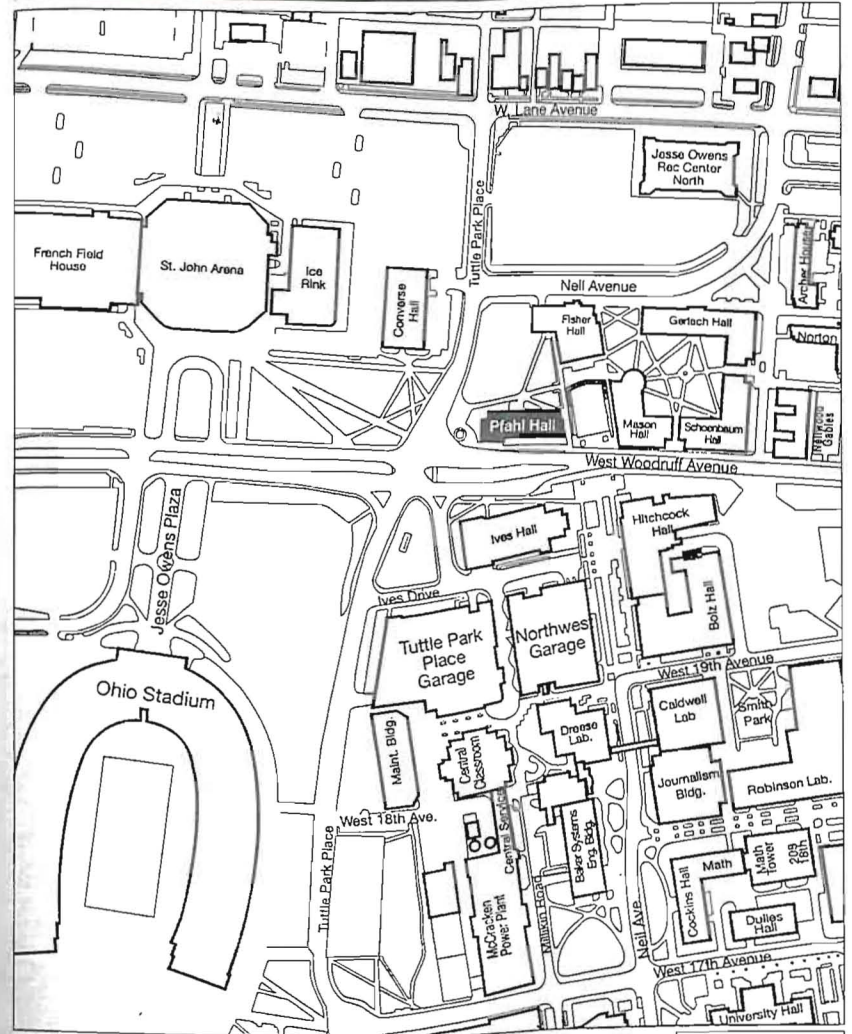 W. Lane Avenue
Jesse Owens
Rec Center
North
Tuttle Park Place
French Field
House
St. John Arena
Ice
Rink
Converse
Hall
Neil Avenue
Archer House
Fisher
Hall
Gerlach Hall
Norton
Pfahl Hall
Mason
Hall
Schoenbaum
Hall
Neilwood
Gables
West Woodruff Avenue
Jesse Owens Plaza
Ives Hall
Hitchcock
Hall
Bolz Hall
Ives Drive
Tuttle Park
Place
Garage
Northwest
Garage
West 19th Avenue
Ohio Stadium
Caldwell
Lab
Smith
Park
Maint. Bldg.
Central
Classroom
Dreese
Lab.
Journalism
Bldg.
Robinson Lab.
West 18th Ave.
Central Service
Baker Systems
Eng. Bldg.
Tuttle Park Place
McCracken
Power Plant
Millikin Road
Neil Ave
Cockins Hall
Math
Math
Tower
209
18th
Dulles
Hall
West 17th Avenue
University Hall